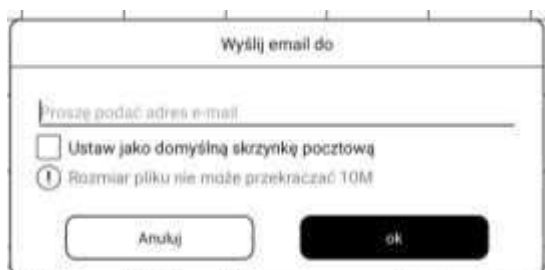 Wyślij email do
Proszę podać adres e-mail
Ustaw jako domyślną skrzynkę pocztową
Rozmiar pliku nie może przekraczać 10M
Anuluj
ok